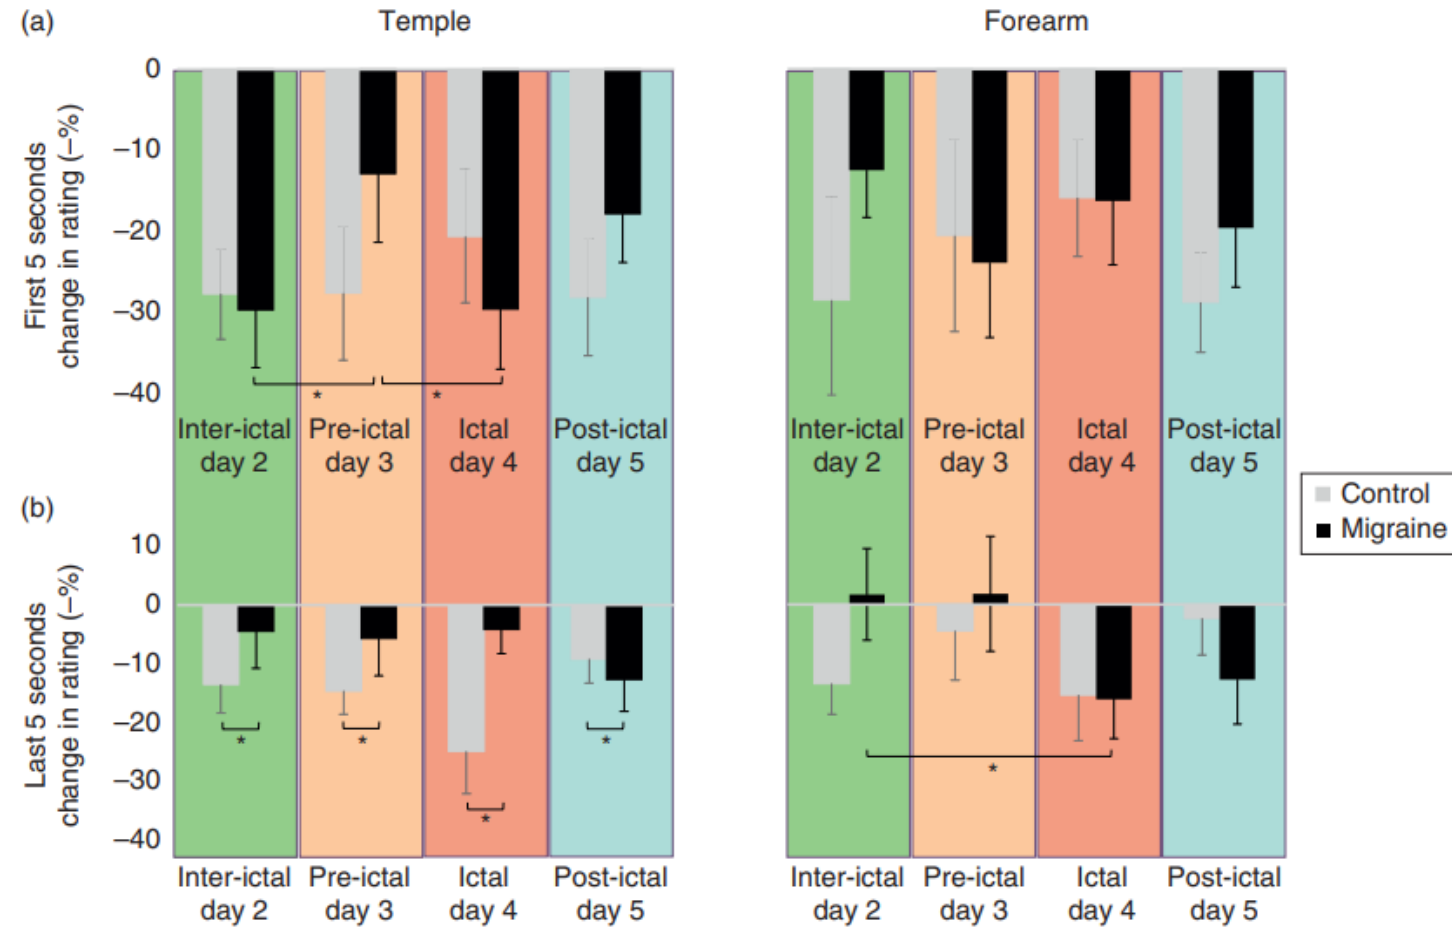 (a)
Temple
Forearm
First 5 seconds
change in rating (–%)
0
–10
–20
–30
–40
*
*
Inter-ictal
day 2
Pre-ictal
day 3
Ictal
day 4
Post-ictal
day 5
Inter-ictal
day 2
Pre-ictal
day 3
Ictal
day 4
Post-ictal
day 5
Control
Migraine
(b)
Last 5 seconds
change in rating (–%)
10
0
–10
–20
–30
–40
*
*
*
*
*
Inter-ictal
day 2
Pre-ictal
day 3
Ictal
day 4
Post-ictal
day 5
Inter-ictal
day 2
Pre-ictal
day 3
Ictal
day 4
Post-ictal
day 5